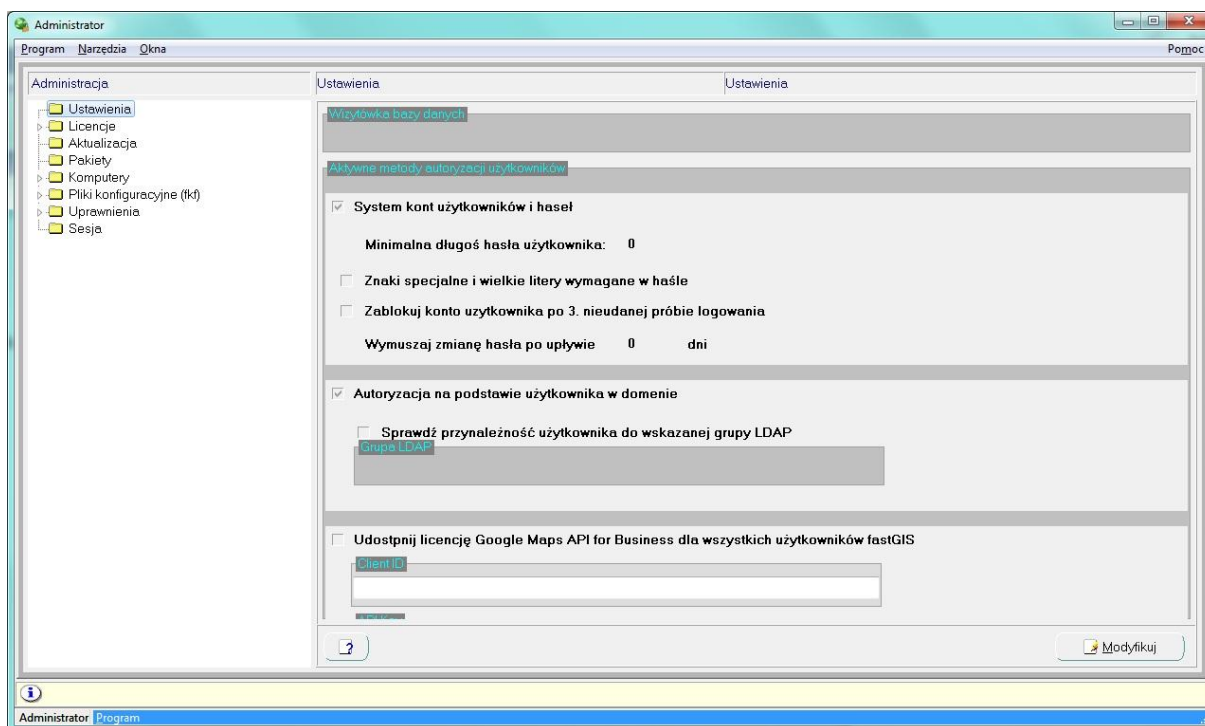 Administrator
Program Narzędzia Okna Pomoc
Administracja
Ustawienia Ustawienia
Ustawienia
Licencje
Aktualizacja
Pakiety
Komputery
Pliki konfiguracyjne (fkf)
Uprawnienia
Sesja
Wizytówka bazy danych
Aktywne metody autoryzacji uzytkowników
System kont użytkowników i haseł
Minimalna długoś hasła użytkownika: 0
Znaki specjalne i wielkie litery wymagane w haśle
Zablokuj konto uzytkownika po 3. nieudanej próbie logowania
Wymuszaj zmianę hasła po upływie 0 dni
Autoryzacja na podstawie użytkownika w domenie
Sprawdź przynależność użytkownika do wskazanej grupy LDAP
Grupa LDAP
Udostpnij licencję Google Maps API for Business dla wszystkich użytkowników fastGIS
Client ID
Modyfikuj
Administrator Program